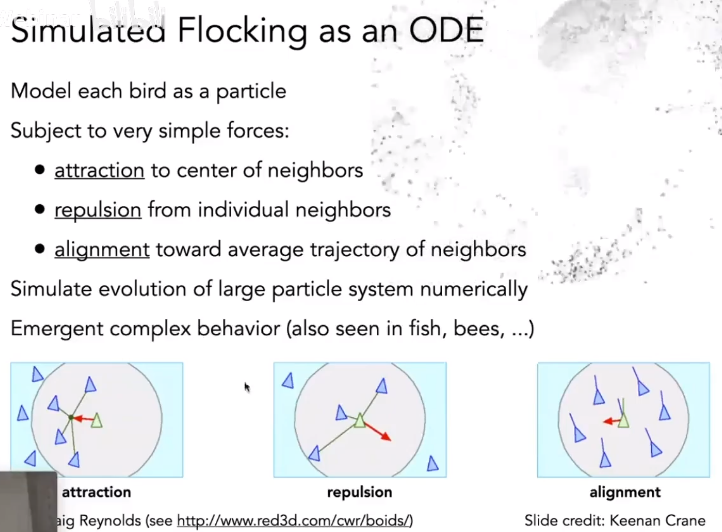 Simulated Flocking as an ODE
Model each bird as a particle
Subject to very simple forces:
• attraction to center of neighbors
• repulsion from individual neighbors
• alignment toward average trajectory of neighbors
Simulate evolution of large particle system numerically
Emergent complex behavior (also seen in fish, bees, ...)
attraction
repulsion
alignment
Reynolds (see http://www.red3d.com/cwr/boids/)
Slide credit: Keenan Crane